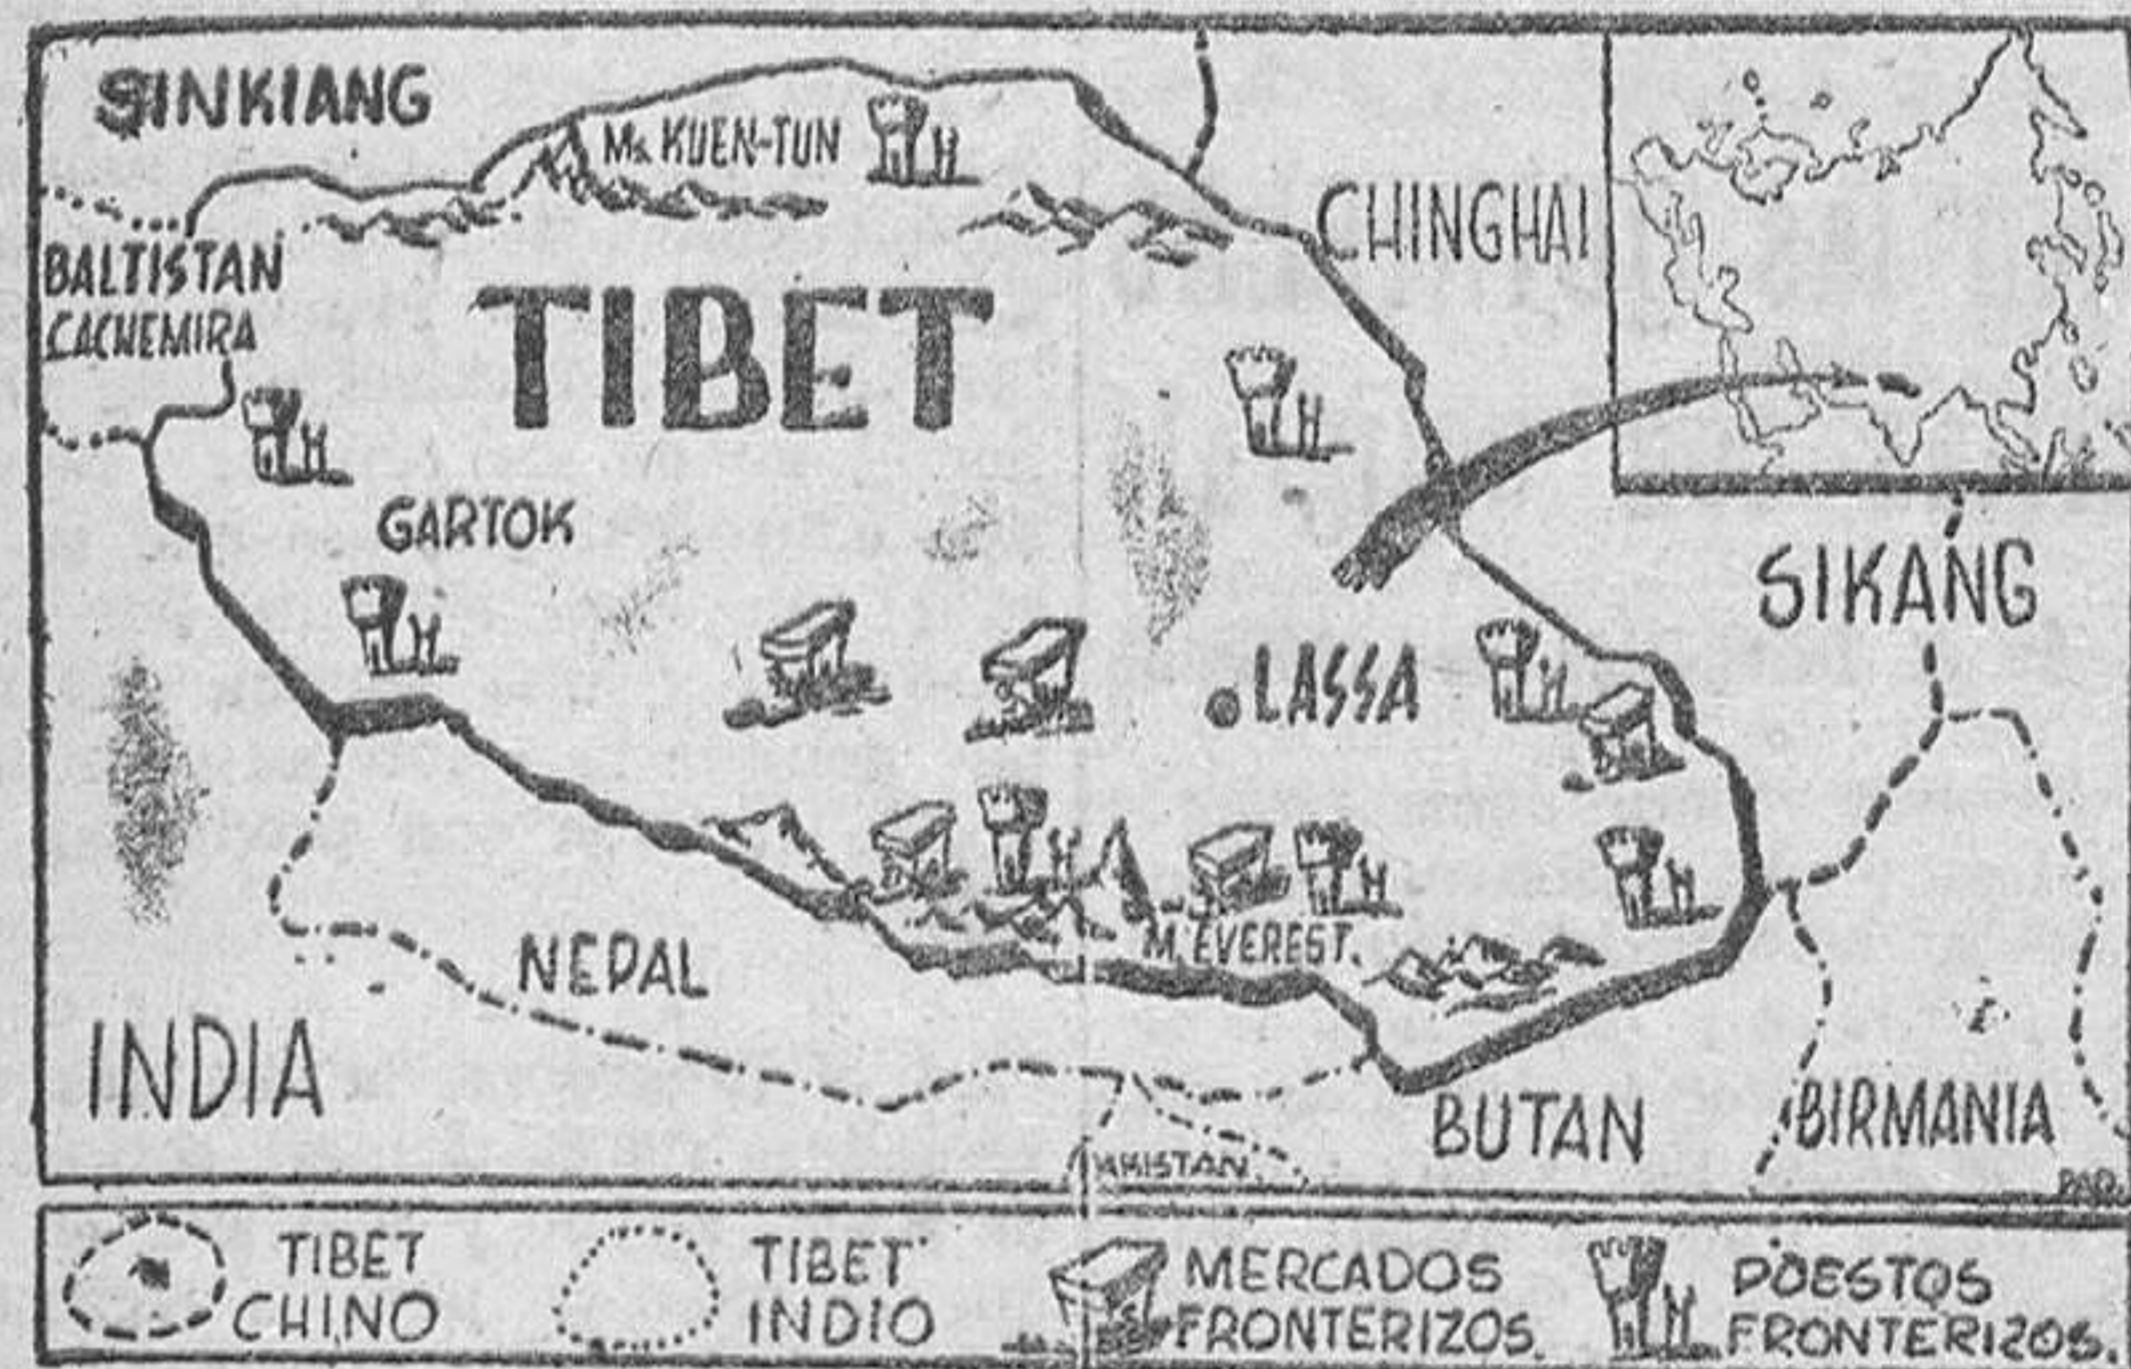 SINKIANG
Ms KUEN-TUN
CHINGHAI
BALTISTAN
CACHEMIRA
TIBET
GARTOK
SIKANG
LASSA
NEPAL
M. EVEREST.
INDIA
BUTAN
BIRMANIA
AKISTAN.
TIBET
CHINO
TIBET
INDIO
MERCADOS
FRONTERIZOS.
POESTOS
FRONTERIZOS.